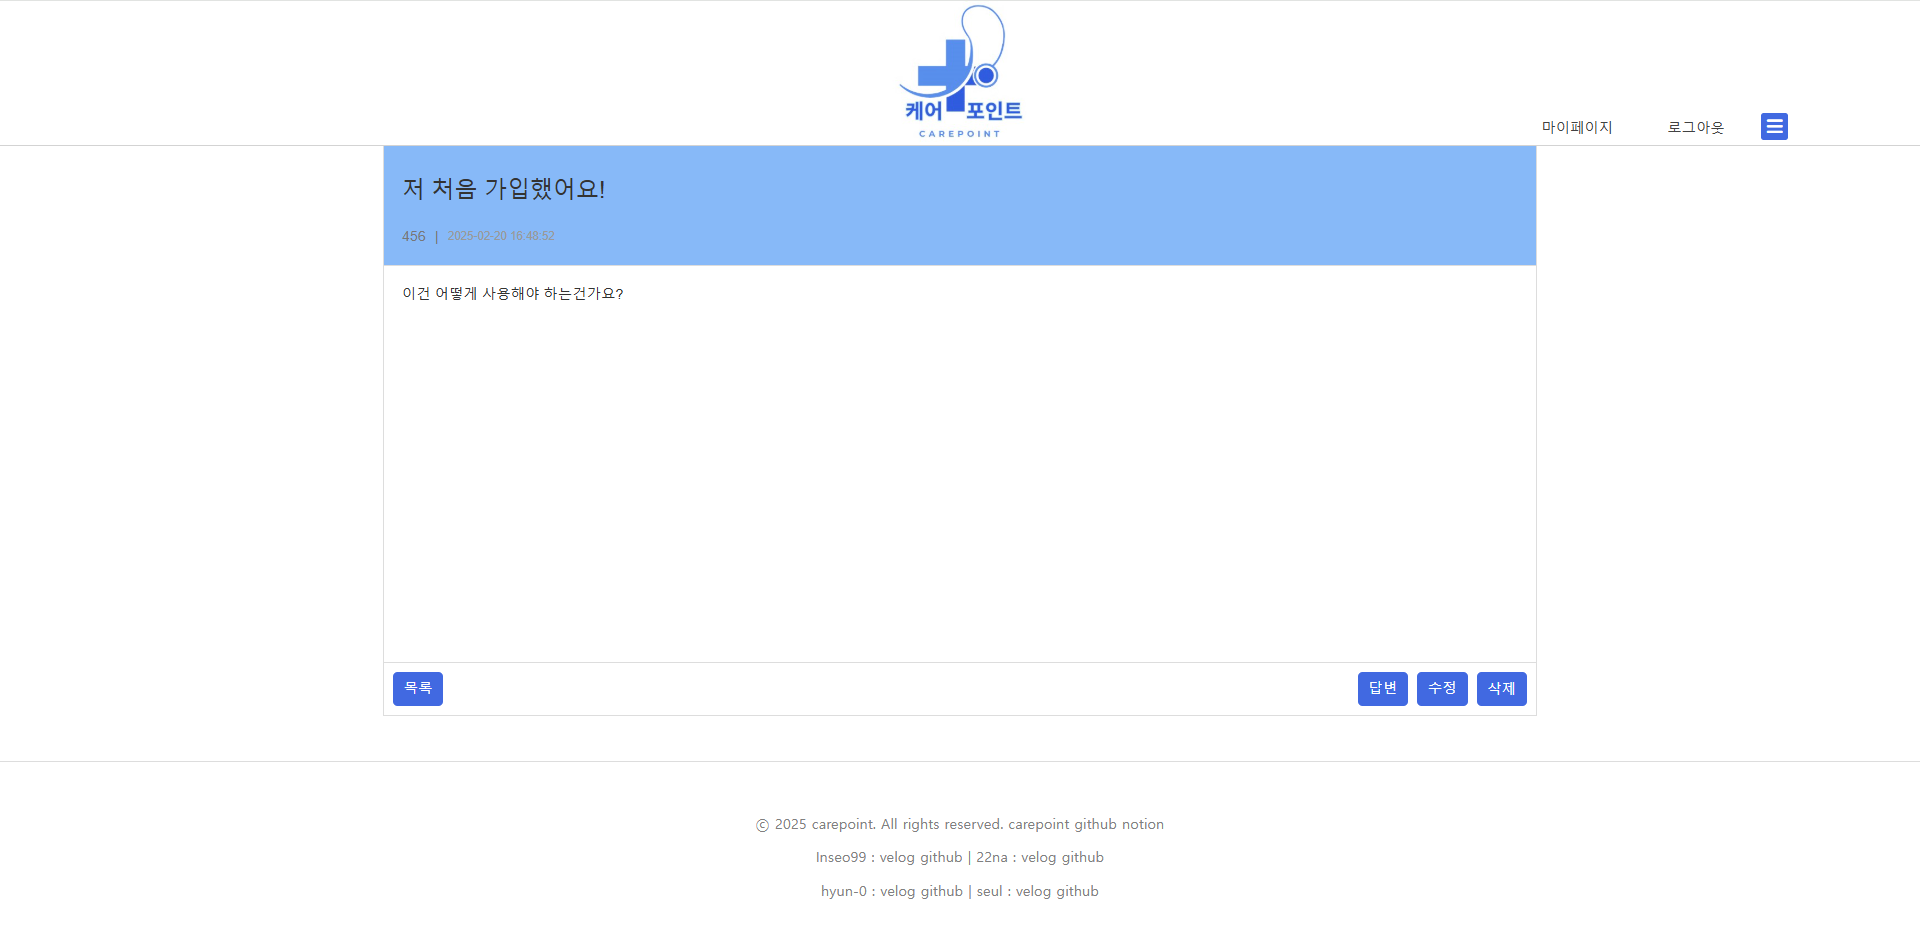 케어 포인트
CAREPOINT
마이페이지 로그아웃
저 처음 가입했어요!
456 | 2025-02-20 16:48:52
이건 어떻게 사용해야 하는건가요?
목록 답변 수정 삭제
ⓒ 2025 carepoint. All rights reserved. carepoint github notion
Inseo99 : velog github | 22na : velog github
hyun-0 : velog github | seul : velog github